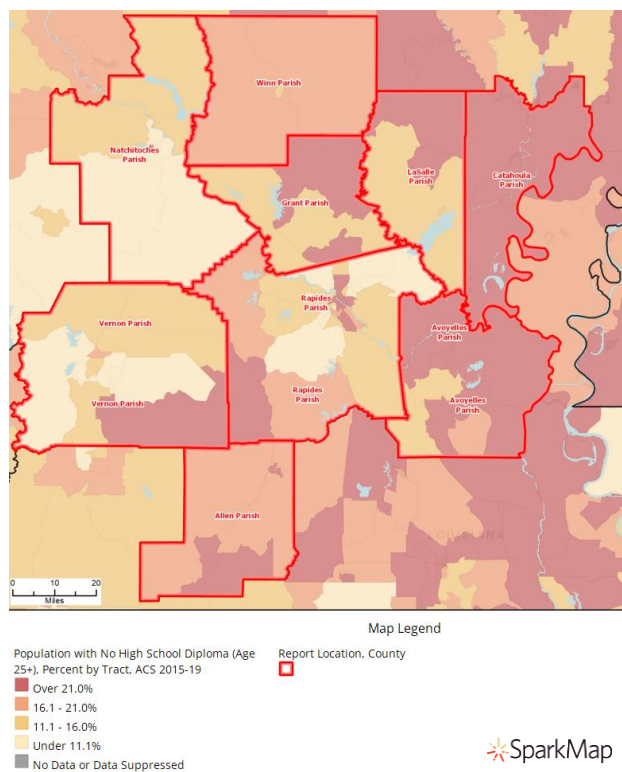 Winn Parish
Natchitoches
Parish
LaSalle
Parish
Catahoula
Parish
Grant Parish
Rapides
Parish
Vernon Parish
Avoyelles
Parish
Vernon Parish
Rapides
Parish
Avoyelles
Parish
Allen Parish
LOUISIANA
0 10 20
Miles
Map Legend
Population with No High School Diploma (Age
25+), Percent by Tract, ACS 2015-19
Over 21.0%
16.1 - 21.0%
11.1 - 16.0%
Under 11.1%
No Data or Data Suppressed
Report Location, County
SparkMap